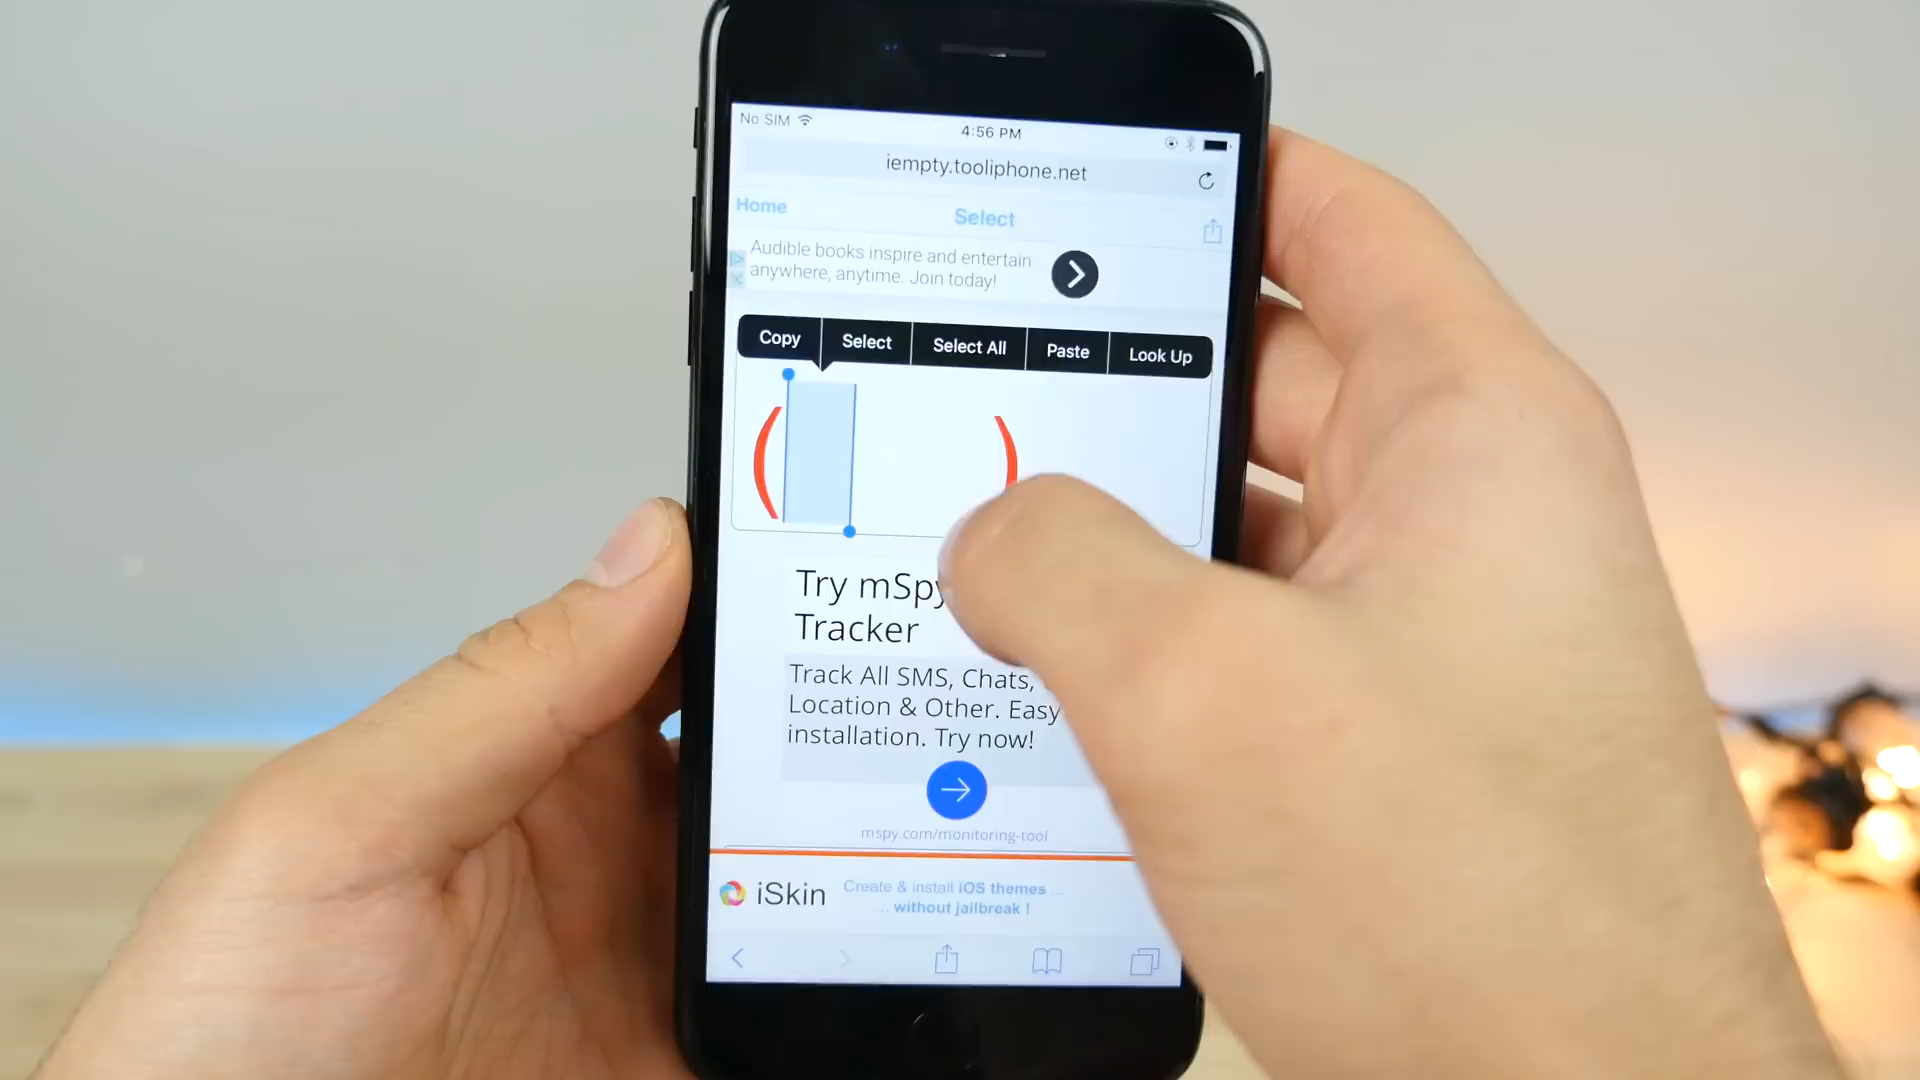 No SIM
4:56 PM
iempty.tooliphone.net
Home
Select
Audible books inspire and entertain
anywhere, anytime. Join today!
Copy
Select
Select All
Paste
Look Up
( )
Try mSpy
Tracker
Track All SMS, Chats,
Location & Other. Easy
installation. Try now!
mspy.com/monitoring-tool
iSkin
Create & install iOS themes ...
... without jailbreak !